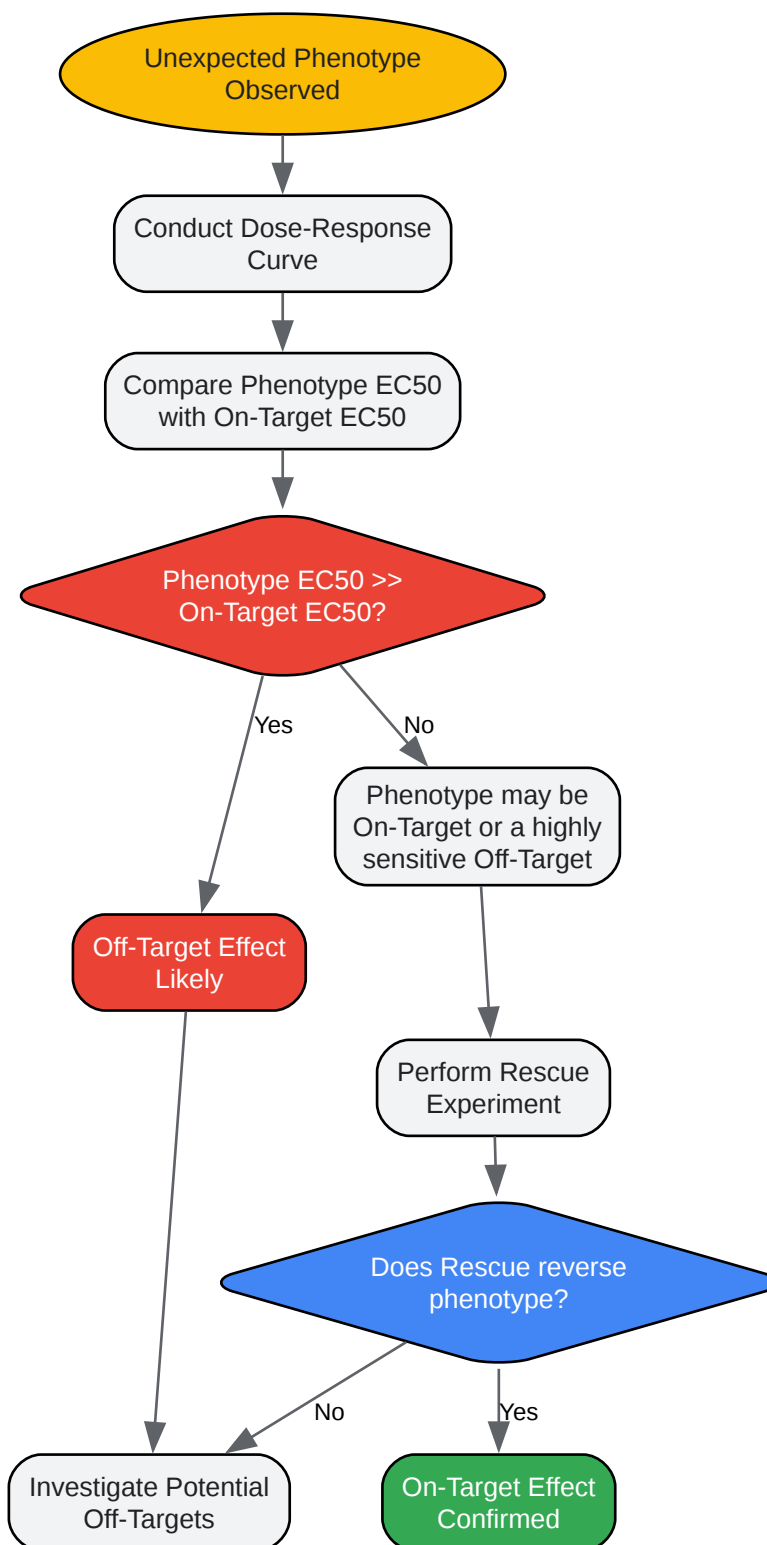 Unexpected Phenotype
Observed
Conduct Dose-Response
Curve
Compare Phenotype EC50
with On-Target EC50
Phenotype EC50 >>
On-Target EC50?
Yes
No
Phenotype may be
On-Target or a highly
sensitive Off-Target
Off-Target Effect
Likely
Perform Rescue
Experiment
Does Rescue reverse
phenotype?
No
Yes
Investigate Potential
Off-Targets
On-Target Effect
Confirmed